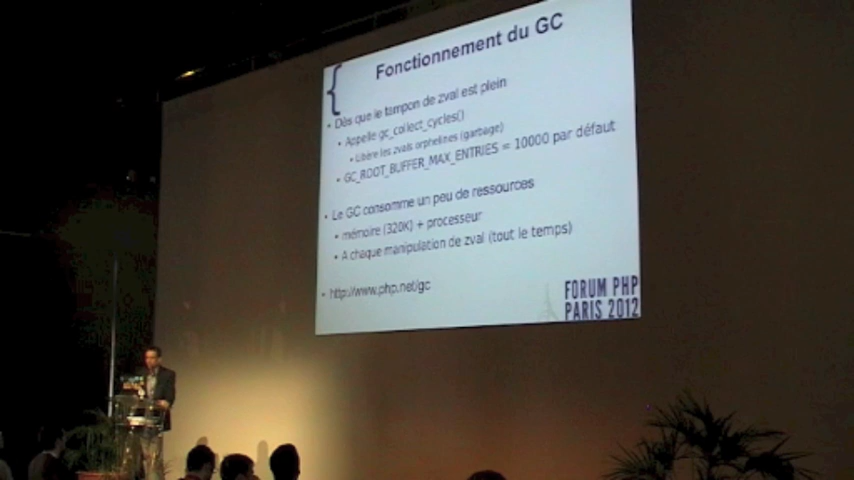 { Fonctionnement du GC
• Dès que le tampon de zval est plein
• Appelle gc_collect_cycles()
• Libère les zvals orphelines (garbage)
• GC_ROOT_BUFFER_MAX_ENTRIES = 10000 par défaut
• Le GC consomme un peu de ressources
• mémoire (320K) + processeur
• A chaque manipulation de zval (tout le temps)
• http://www.php.net/gc
FORUM PHP
PARIS 2012